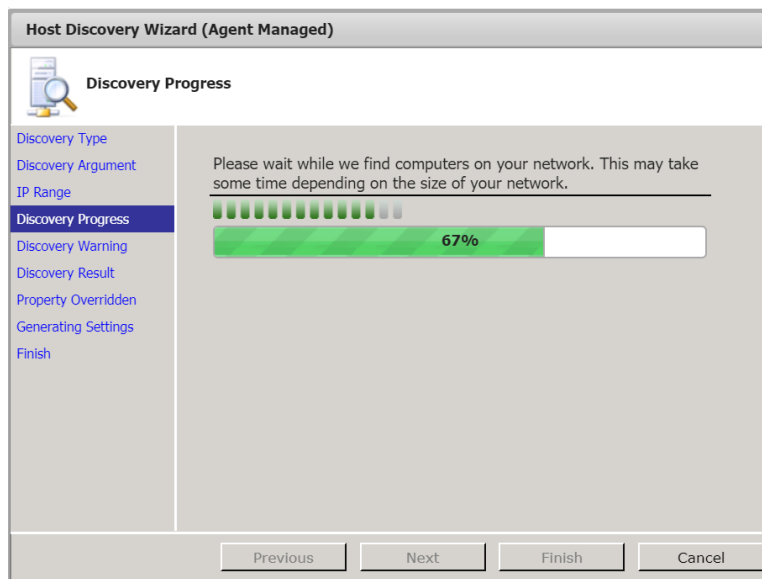 Host Discovery Wizard (Agent Managed)
Discovery Progress
Discovery Type
Discovery Argument
IP Range
Discovery Progress
Discovery Warning
Discovery Result
Property Overridden
Generating Settings
Finish
Please wait while we find computers on your network. This may take
some time depending on the size of your network.
67%
Previous
Next
Finish
Cancel